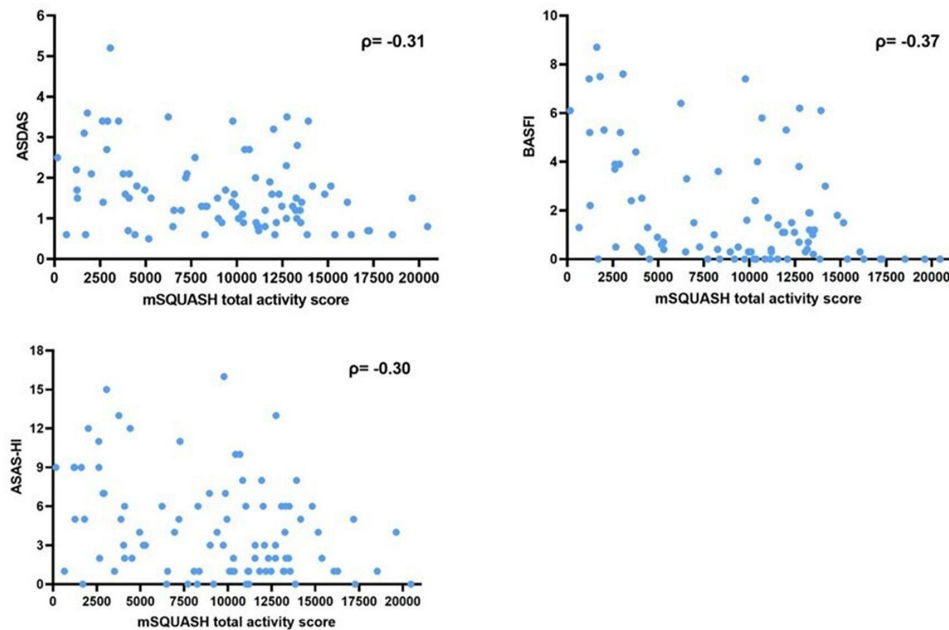 ρ= -0.31
ASDAS
6
5
4
3
2
1
0
0 2500 5000 7500 10000 12500 15000 17500 20000
mSQUASH total activity score
ρ= -0.37
BASFI
10
8
6
4
2
0
0 2500 5000 7500 10000 12500 15000 17500 20000
mSQUASH total activity score
ρ= -0.30
ASAS-HI
18
15
12
9
6
3
0
0 2500 5000 7500 10000 12500 15000 17500 20000
mSQUASH total activity score